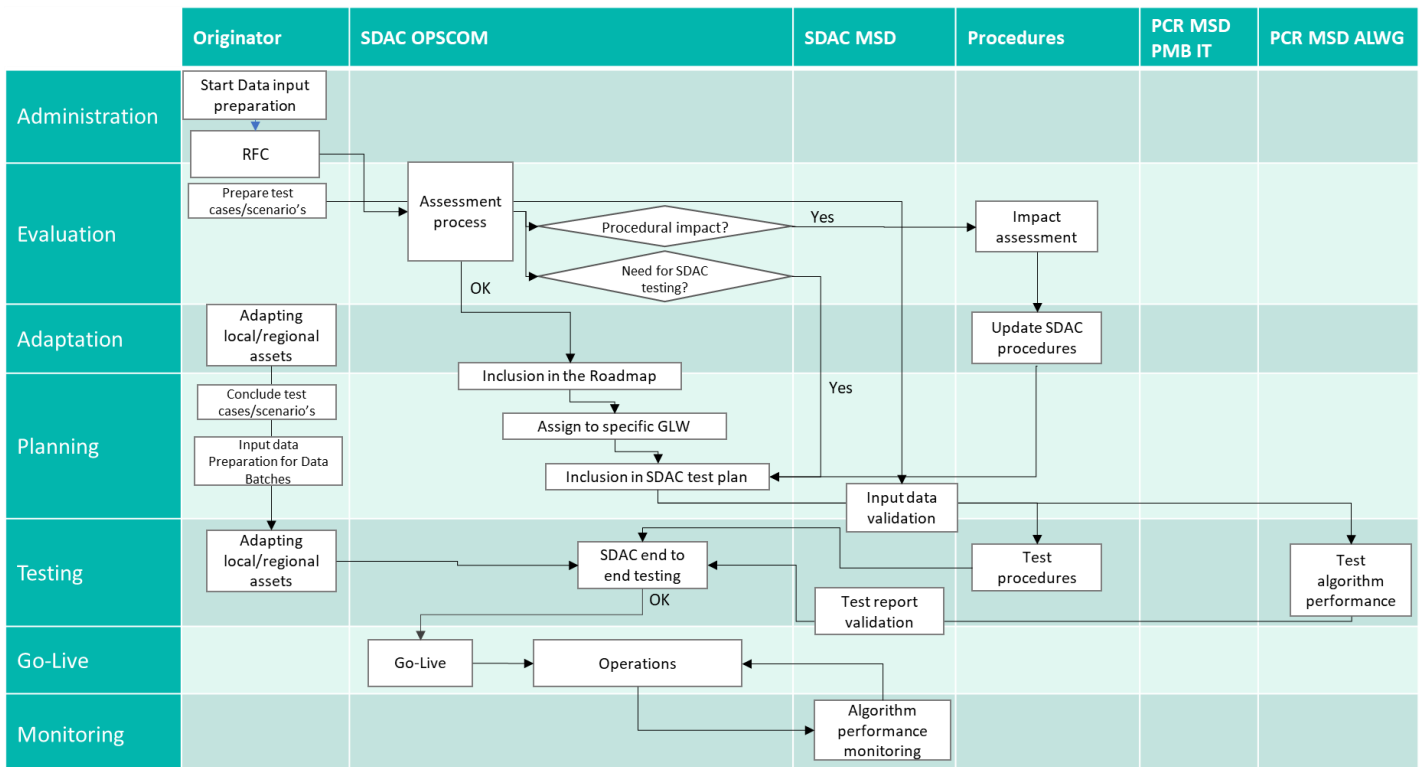 Originator
SDAC OPSCOM
SDAC MSD
Procedures
PCR MSD
PMB IT
PCR MSD ALWG
Administration
Start Data input
preparation
RFC
Evaluation
Prepare test
cases/scenario's
Assessment
process
Procedural impact?
Yes
Impact
assessment
Need for SDAC
testing?
OK
Adaptation
Adapting
local/regional
assets
Update SDAC
procedures
Inclusion in the Roadmap
Yes
Planning
Conclude test
cases/scenario's
Assign to specific GLW
Input data
Preparation for Data
Batches
Inclusion in SDAC test plan
Input data
validation
Testing
Adapting
local/regional
assets
SDAC end to
end testing
OK
Test
procedures
Test
algorithm
performance
Test report
validation
Go-Live
Go-Live
Operations
Monitoring
Algorithm
performance
monitoring